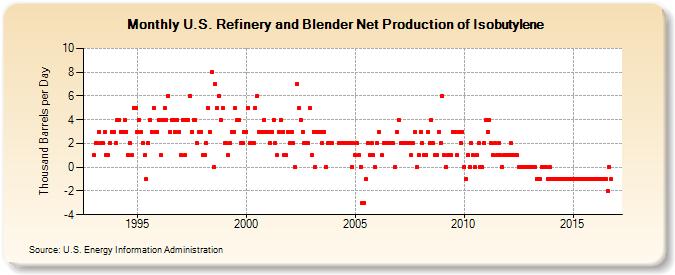 Monthly U.S. Refinery and Blender Net Production of Isobutylene
Thousand Barrels per Day
10
8
6
4
2
0
-2
-4
1995 2000 2005 2010 2015
Source: U.S. Energy Information Administration